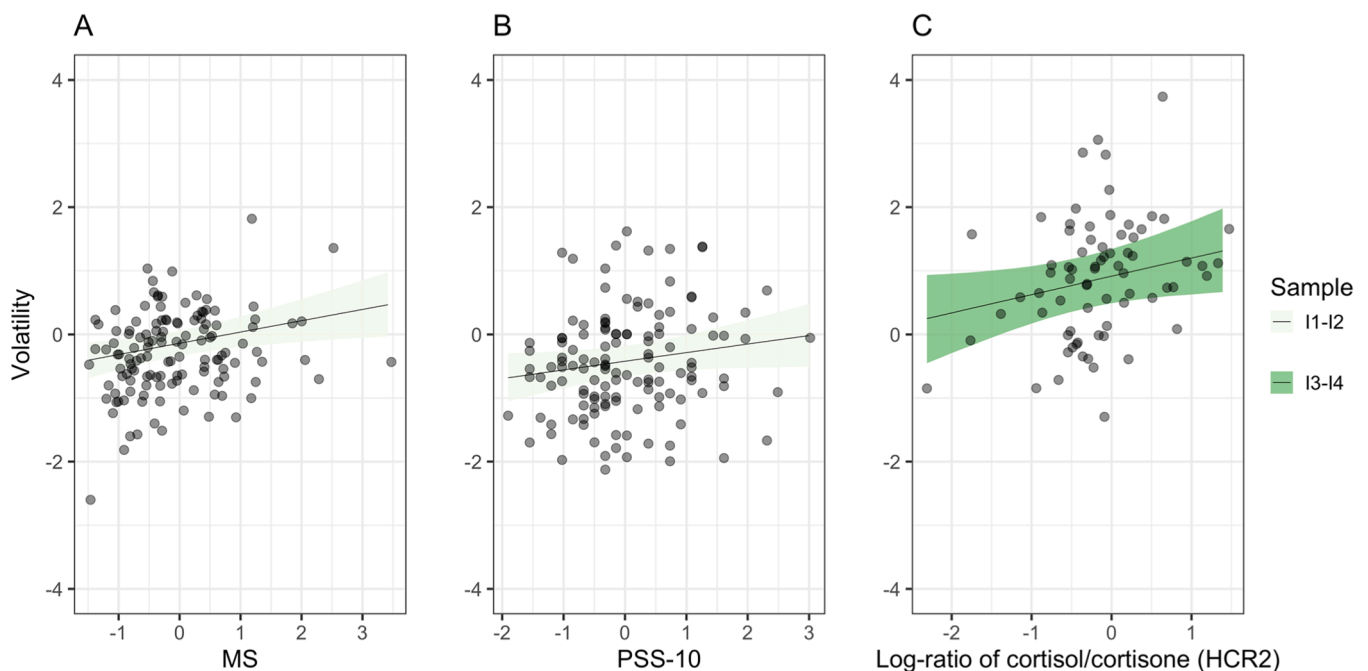 A
B
C
Volatility
4
2
0
-2
-4
-1 0 1 2 3
MS
4
2
0
-2
-4
-2 -1 0 1 2 3
PSS-10
4
2
0
-2
-4
-2 -1 0 1
Log-ratio of cortisol/cortisone (HCR2)
Sample
I1-I2
I3-I4